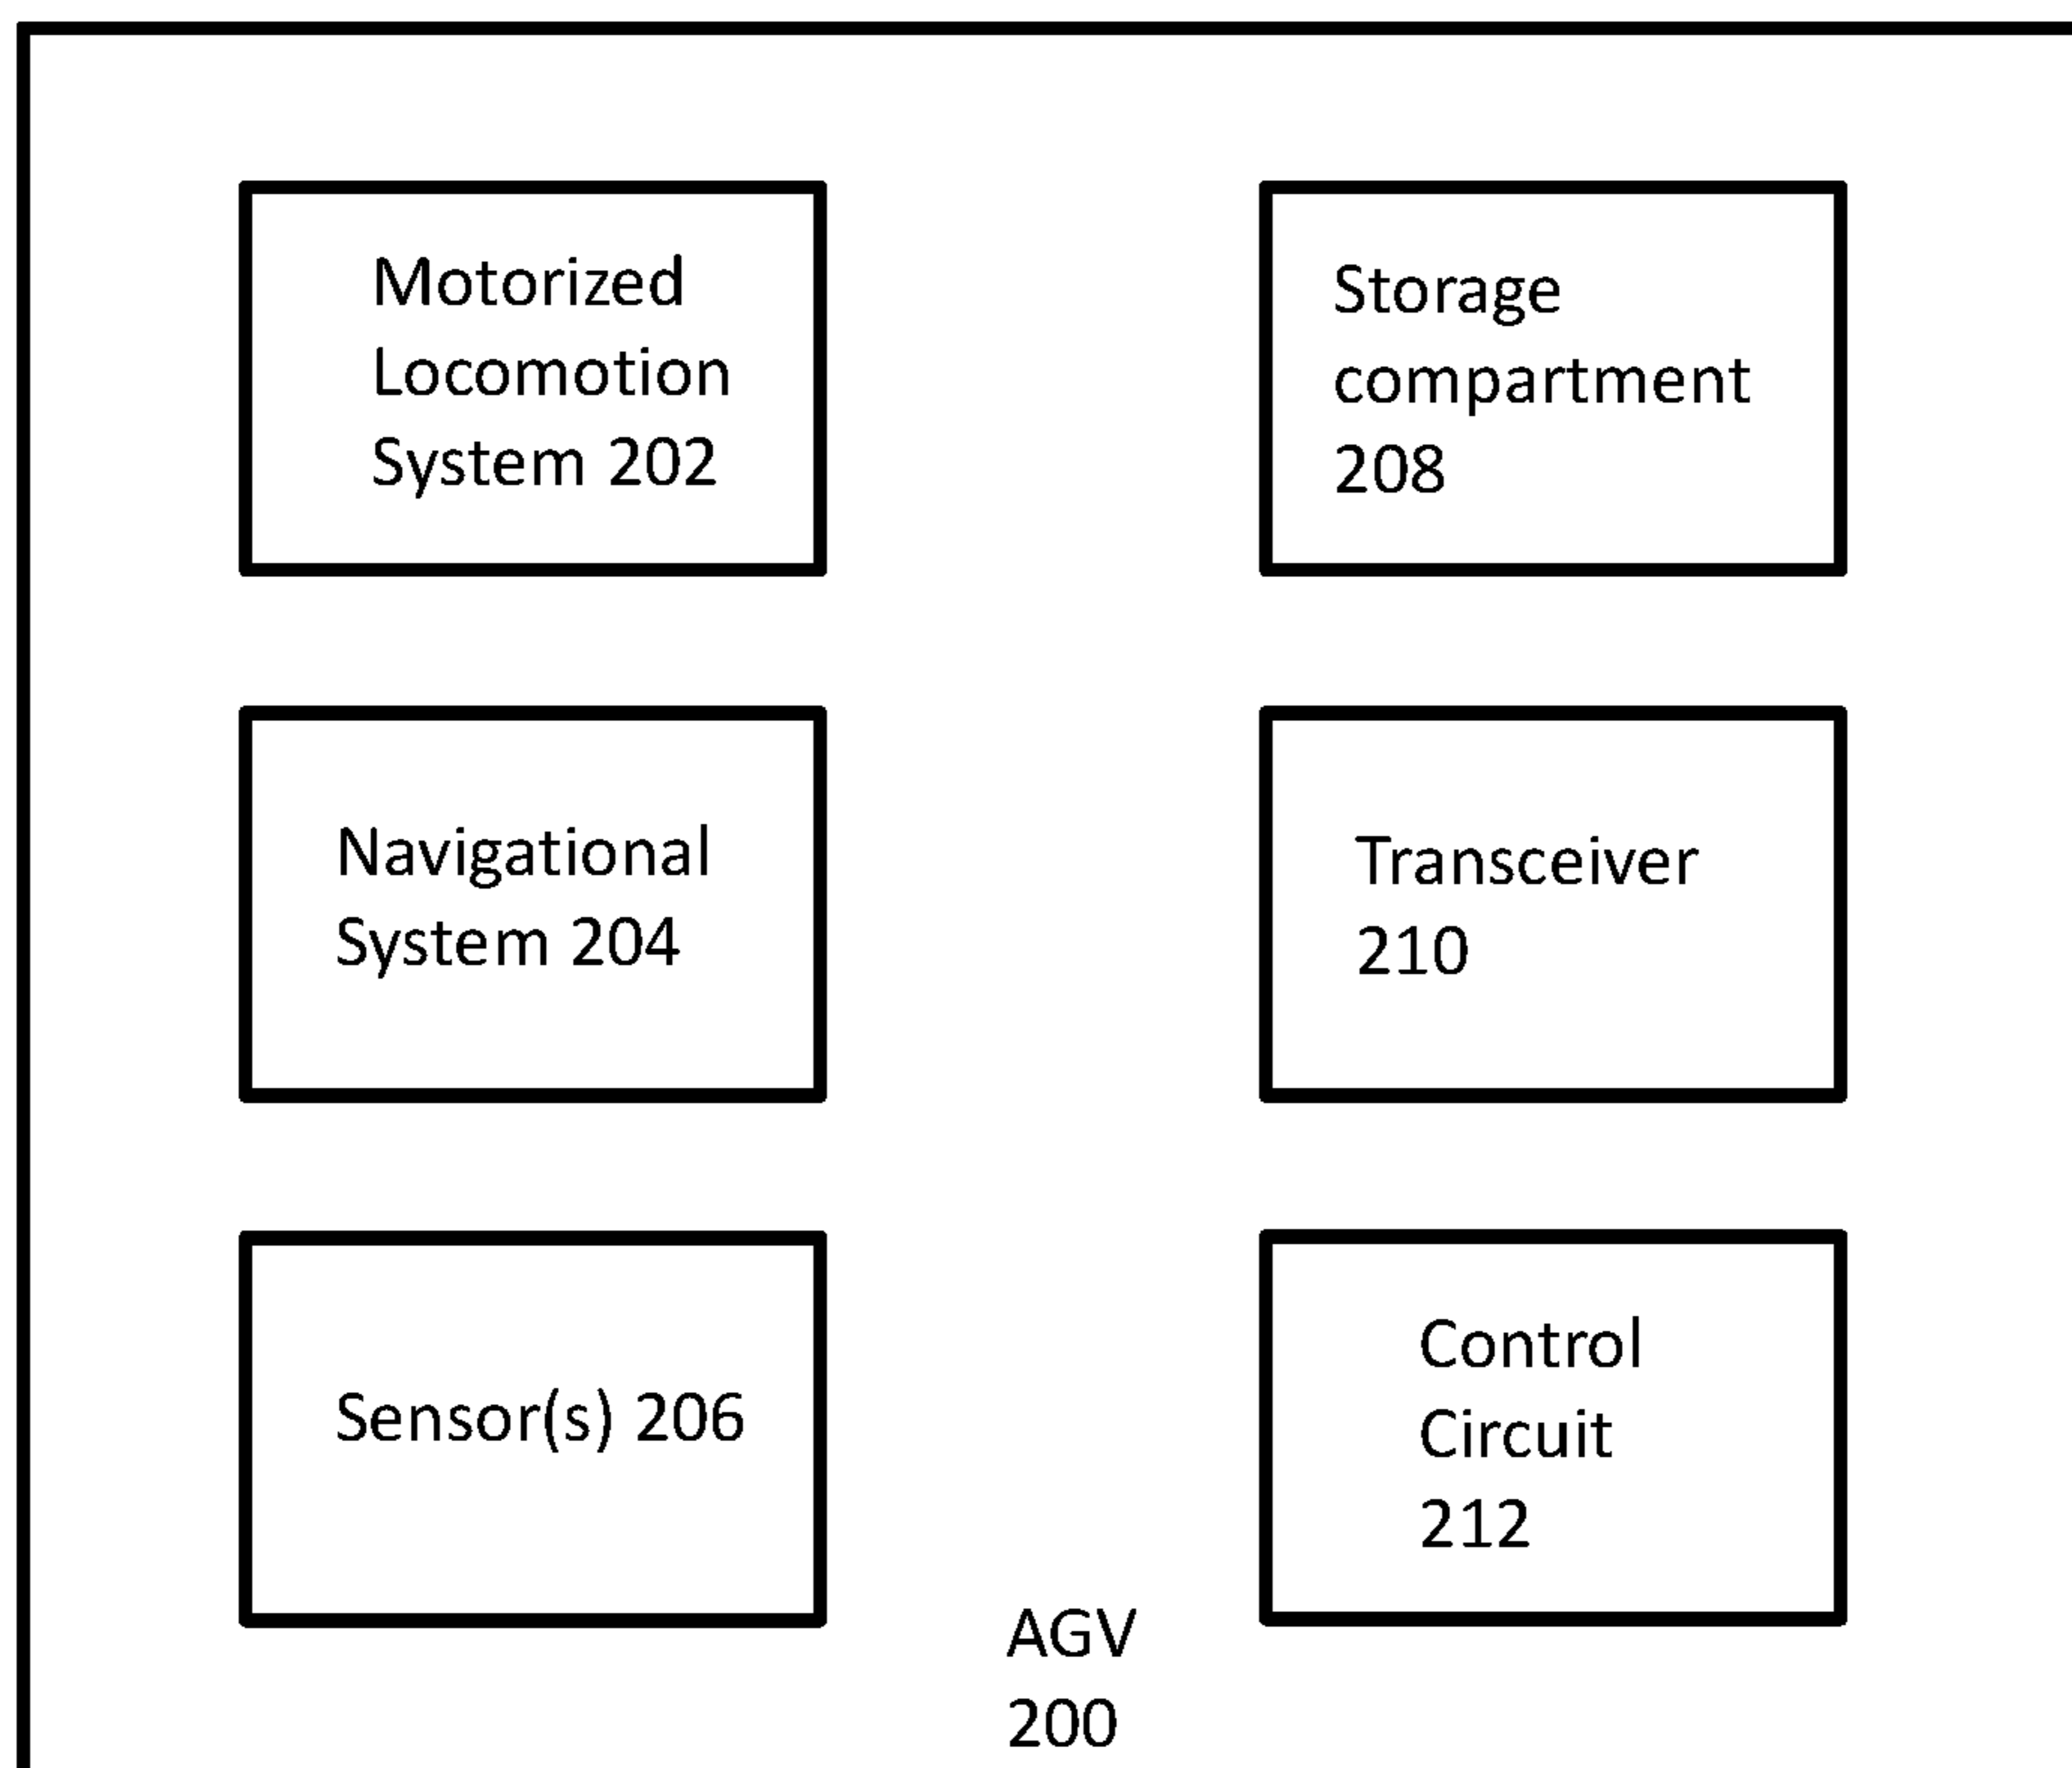 Motorized
Locomotion
System 202
Storage
compartment
208
Navigational
System 204
Transceiver
210
Sensor(s) 206
Control
Circuit
212
AGV
200